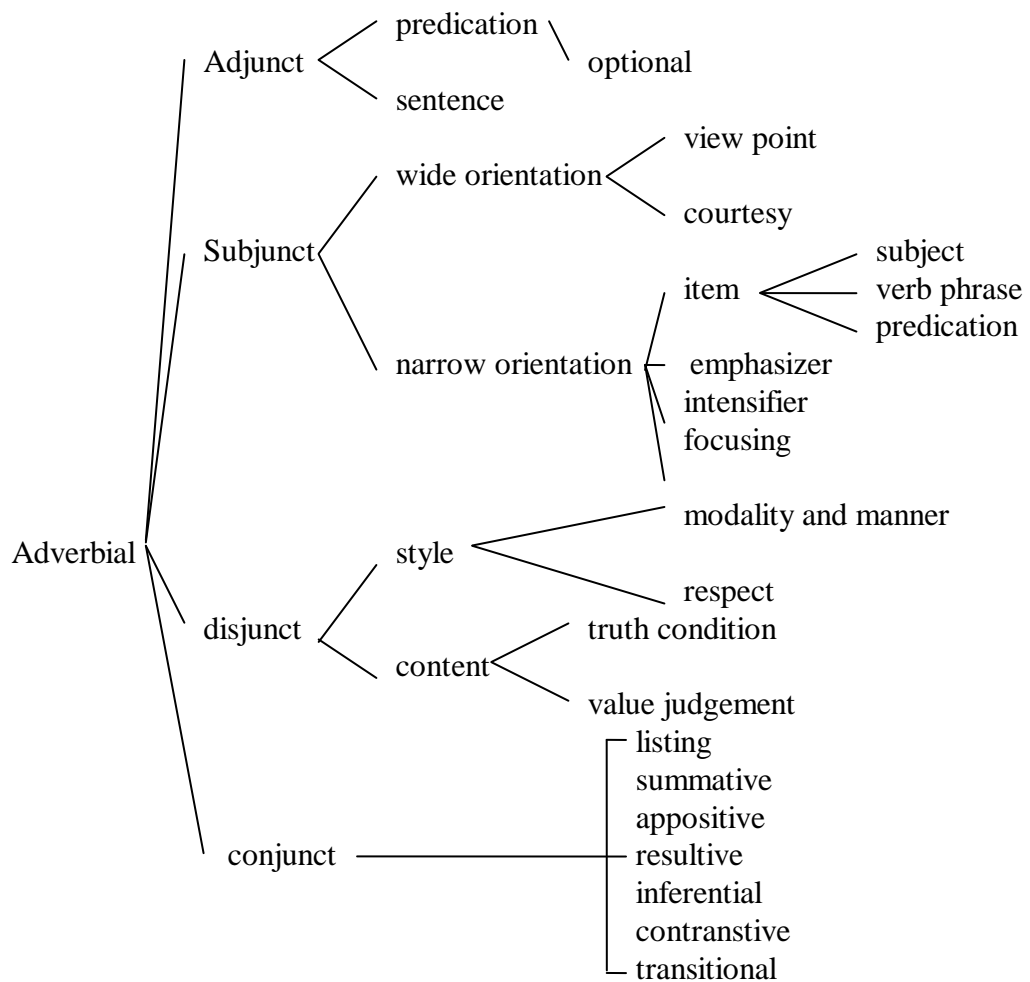 predication
Adjunct
optional
sentence
view point
wide orientation
courtesy
Subjunct
subject
item
verb phrase
predication
narrow orientation
emphasizer
intensifier
focusing
modality and manner
Adverbial
style
respect
disjunct
truth condition
content
value judgement
listing
summative
appositive
conjunct
resultive
inferential
contranstive
transitional